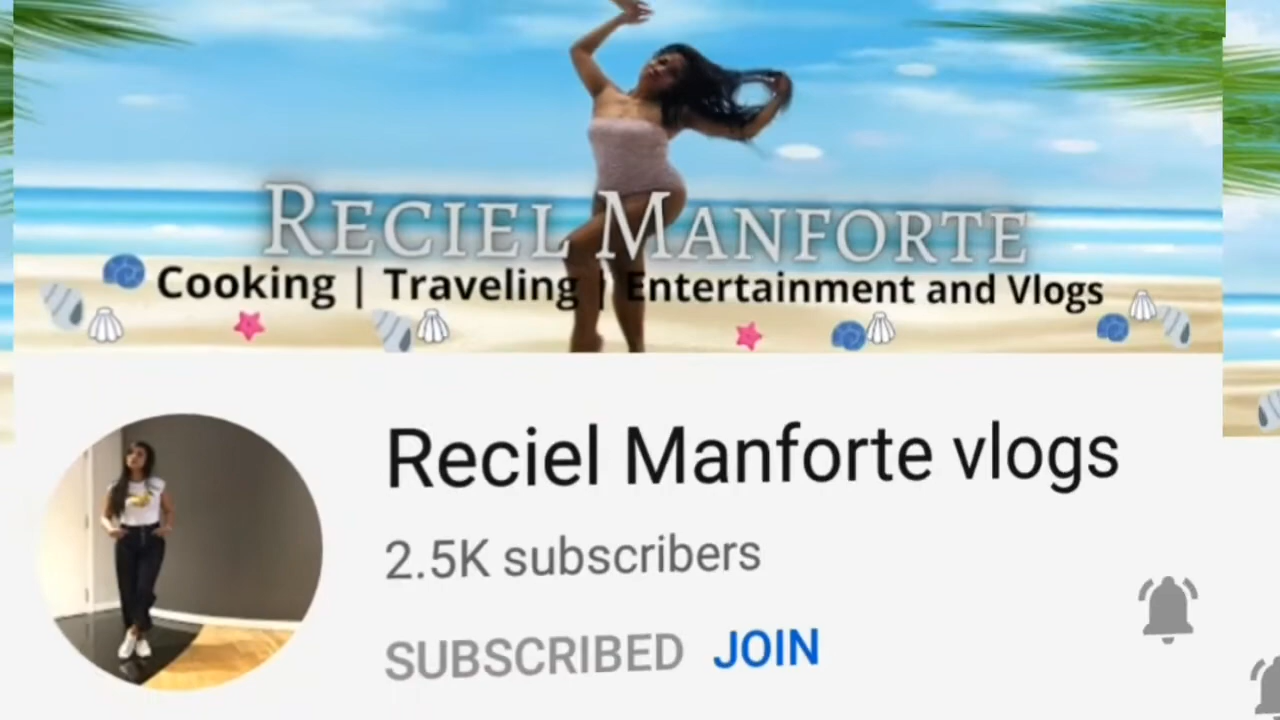 RECIEL MANFORTE
Cooking | Traveling | Entertainment and Vlogs
Reciel Manforte vlogs
2.5K subscribers
SUBSCRIBED JOIN